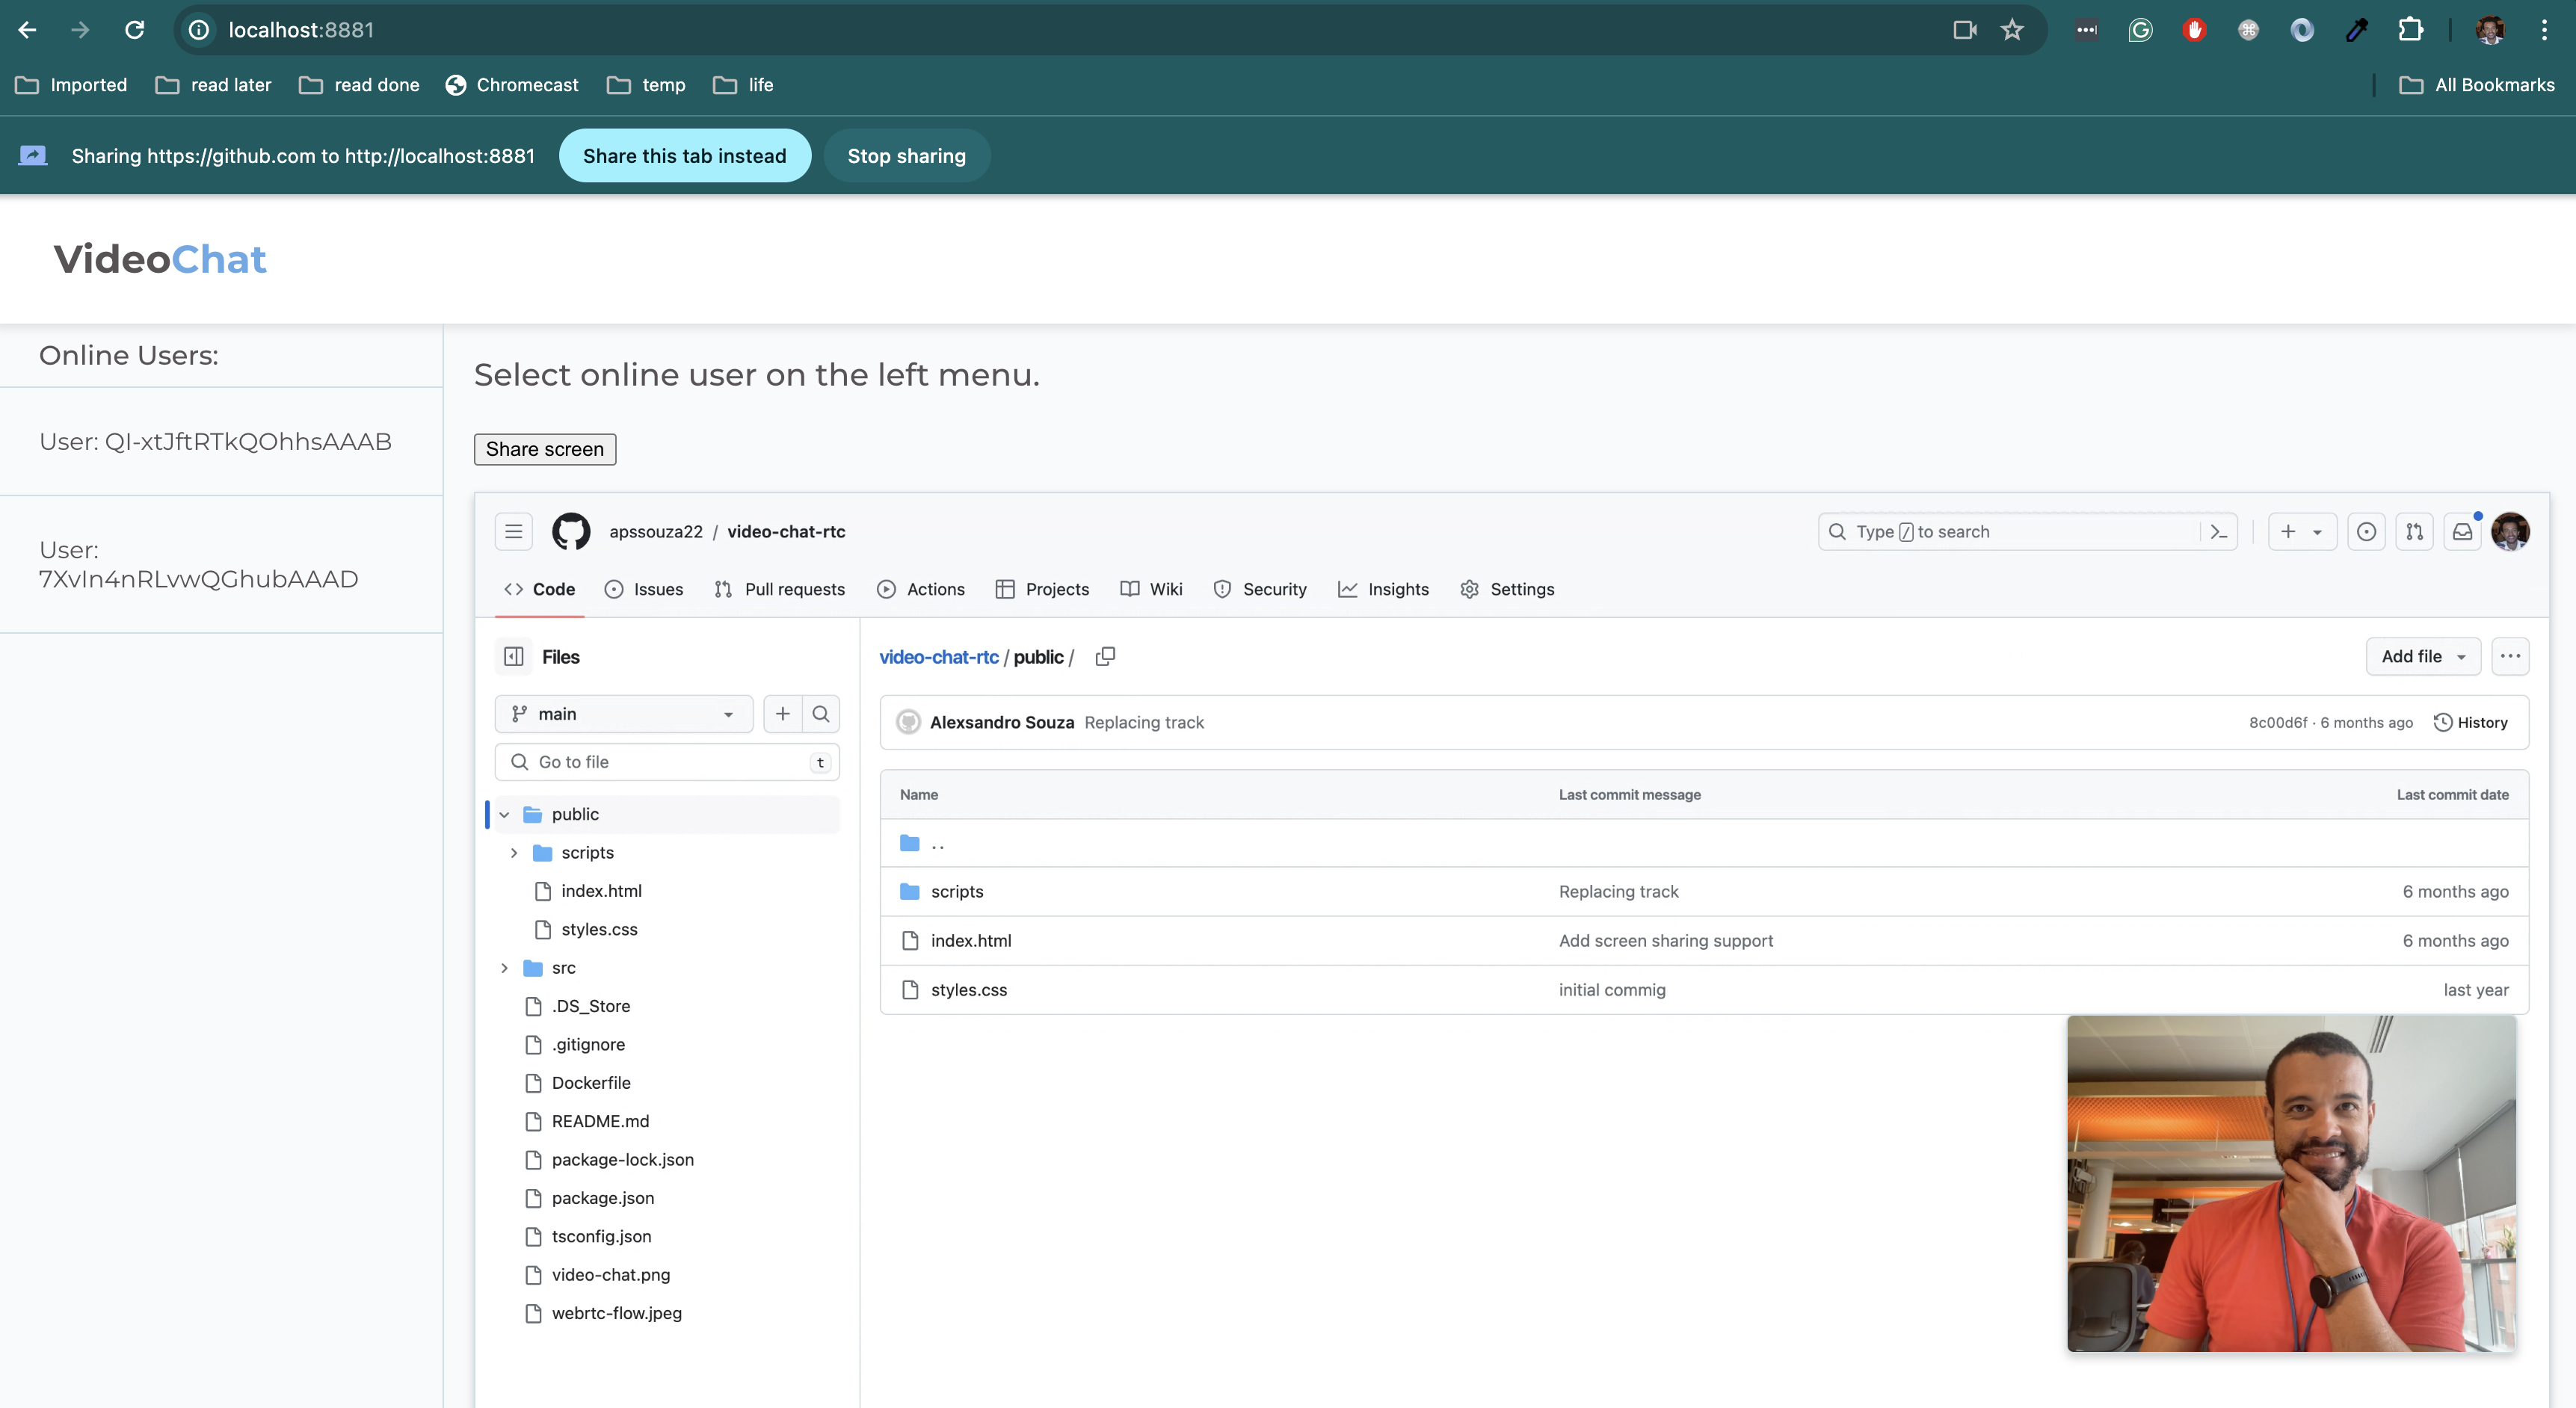 localhost:8881
Imported read later read done Chromecast temp life All Bookmarks
Sharing https://github.com to http://localhost:8881 Share this tab instead Stop sharing
VideoChat
Online Users:
User: QI-xtJftRTkQOhhsAAAB
User:
7XvIn4nRLvwQGhubAAAD
Select online user on the left menu.
Share screen
apssouza22 / video-chat-rtc
Type / to search
Code Issues Pull requests Actions Projects Wiki Security Insights Settings
Files
main
Go to file t
public
scripts
index.html
styles.css
src
.DS_Store
.gitignore
Dockerfile
README.md
package-lock.json
package.json
tsconfig.json
video-chat.png
webrtc-flow.jpeg
video-chat-rtc / public /
Add file
Alexsandro Souza Replacing track 8c00d6f · 6 months ago History
Name Last commit message Last commit date
..
scripts Replacing track 6 months ago
index.html Add screen sharing support 6 months ago
styles.css initial commig last year